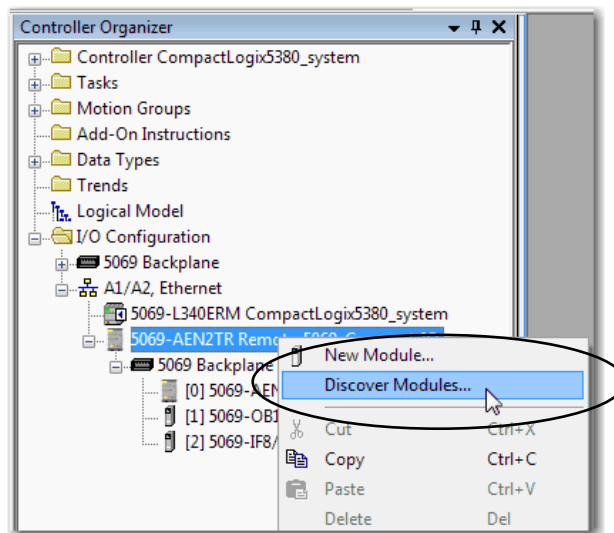 Controller Organizer
Controller CompactLogix5380_system
Tasks
Motion Groups
Add-On Instructions
Data Types
Trends
Logical Model
I/O Configuration
5069 Backplane
A1/A2, Ethernet
5069-L340ERM CompactLogix5380_system
5069-AEN2TR
5069 Backplane
[0] 5069-AEN
[1] 5069-OB1
[2] 5069-IF8/
New Module...
Discover Modules...
Cut Ctrl+X
Copy Ctrl+C
Paste Ctrl+V
Delete Del